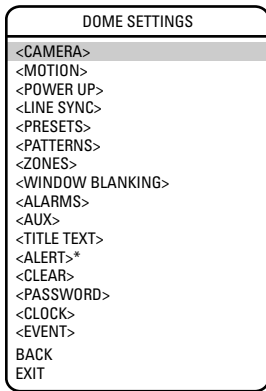 DOME SETTINGS
<CAMERA>
<MOTION>
<POWER UP>
<LINE SYNC>
<PRESETS>
<PATTERNS>
<ZONES>
<WINDOW BLANKING>
<ALARMS>
<AUX>
<TITLE TEXT>
<ALERT>*
<CLEAR>
<PASSWORD>
<CLOCK>
<EVENT>
BACK
EXIT